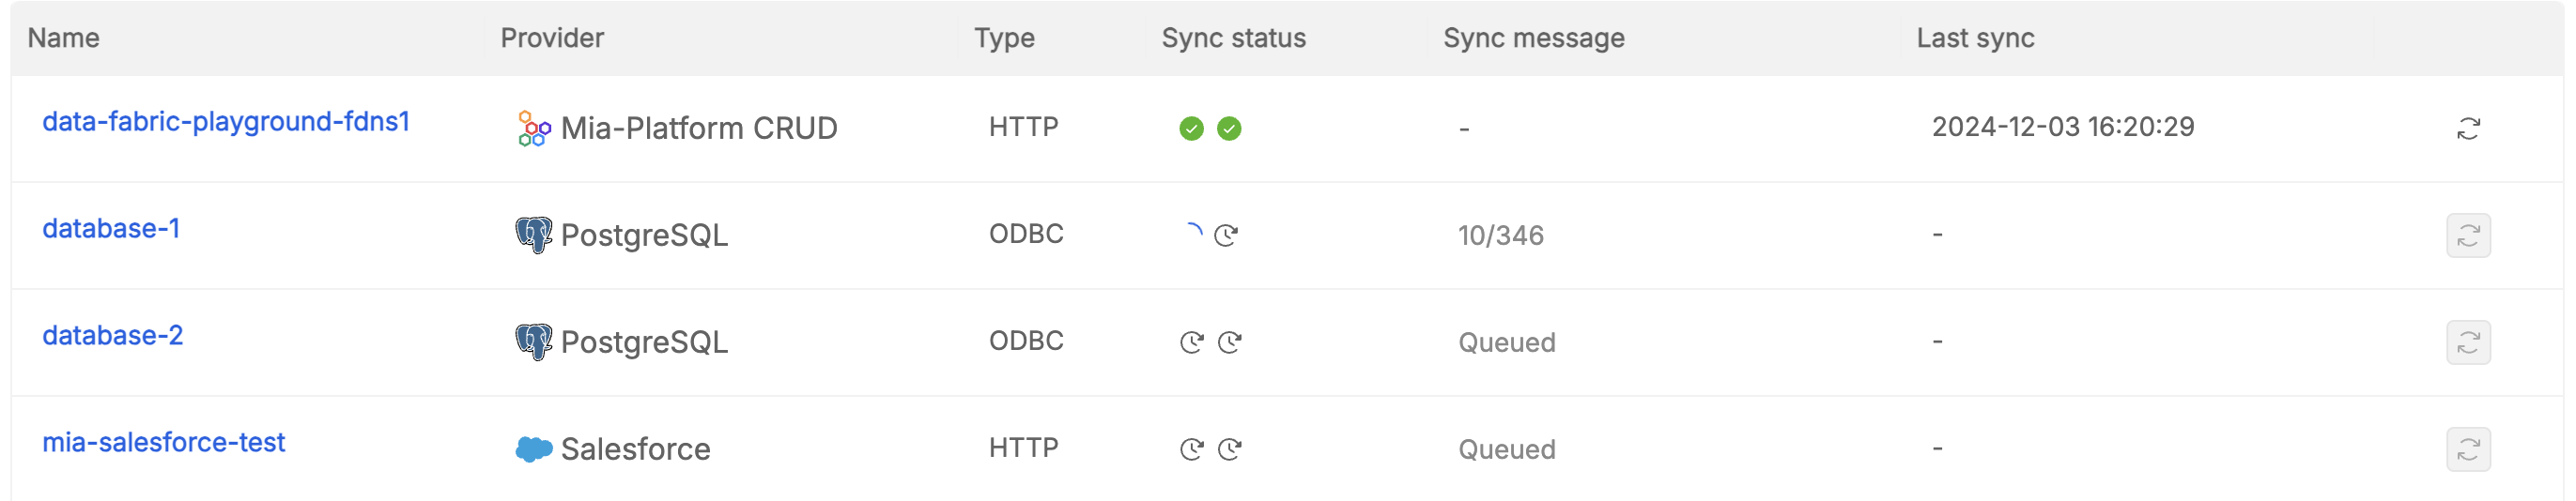 Name Provider Type Sync status Sync message Last sync
data-fabric-playground-fdns1 Mia-Platform CRUD HTTP - 2024-12-03 16:20:29
database-1 PostgreSQL ODBC 10/346 -
database-2 PostgreSQL ODBC Queued -
mia-salesforce-test Salesforce HTTP Queued -